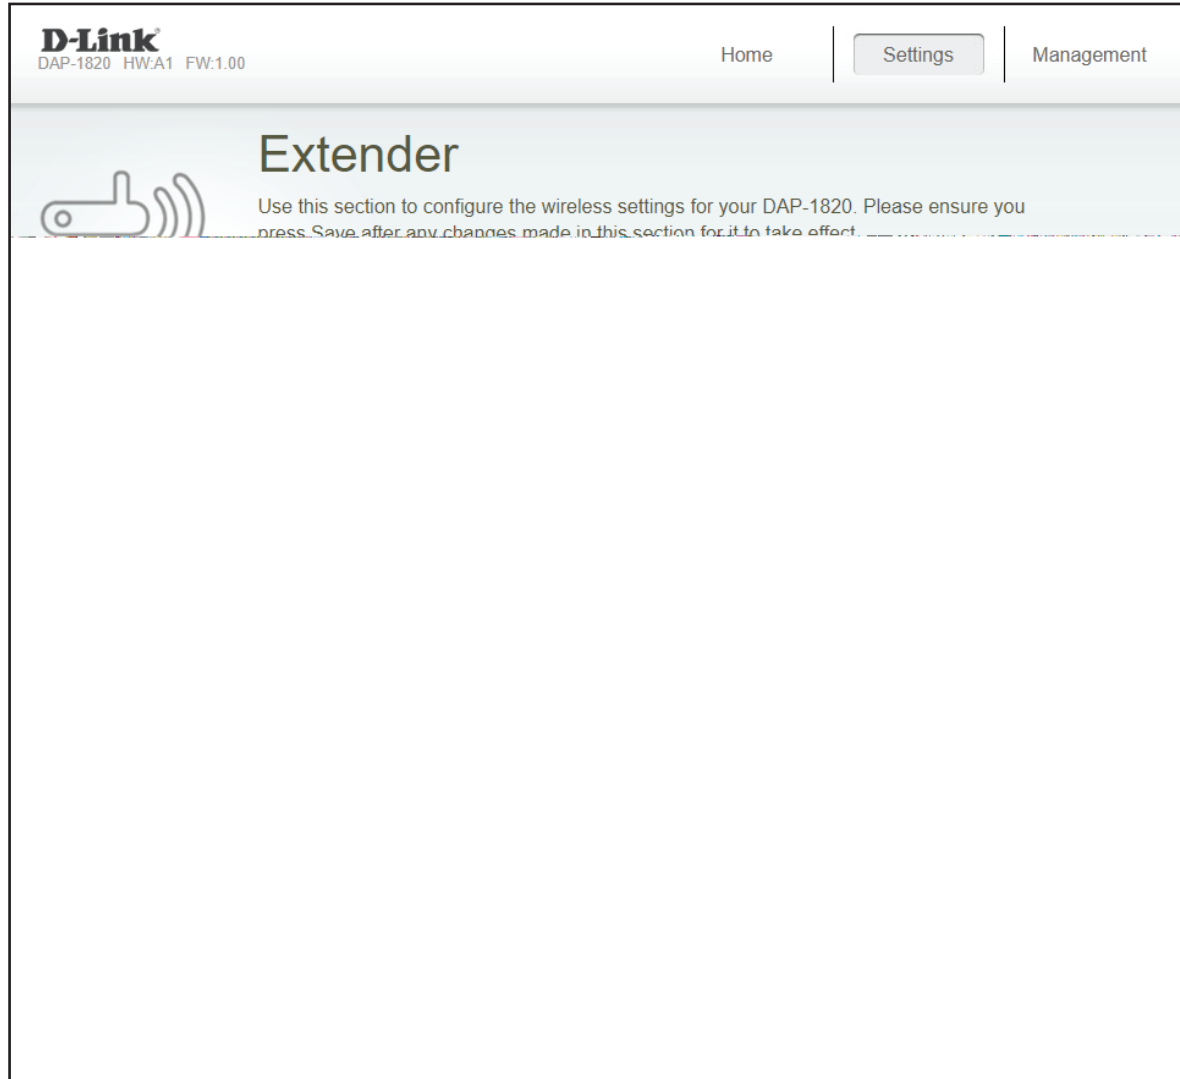 D-Link
DAP-1820 HW:A1 FW:1.00
Home
Settings
Management
Extender
Use this section to configure the wireless settings for your DAP-1820. Please ensure you
press Save after any changes made in this section for it to take effect.